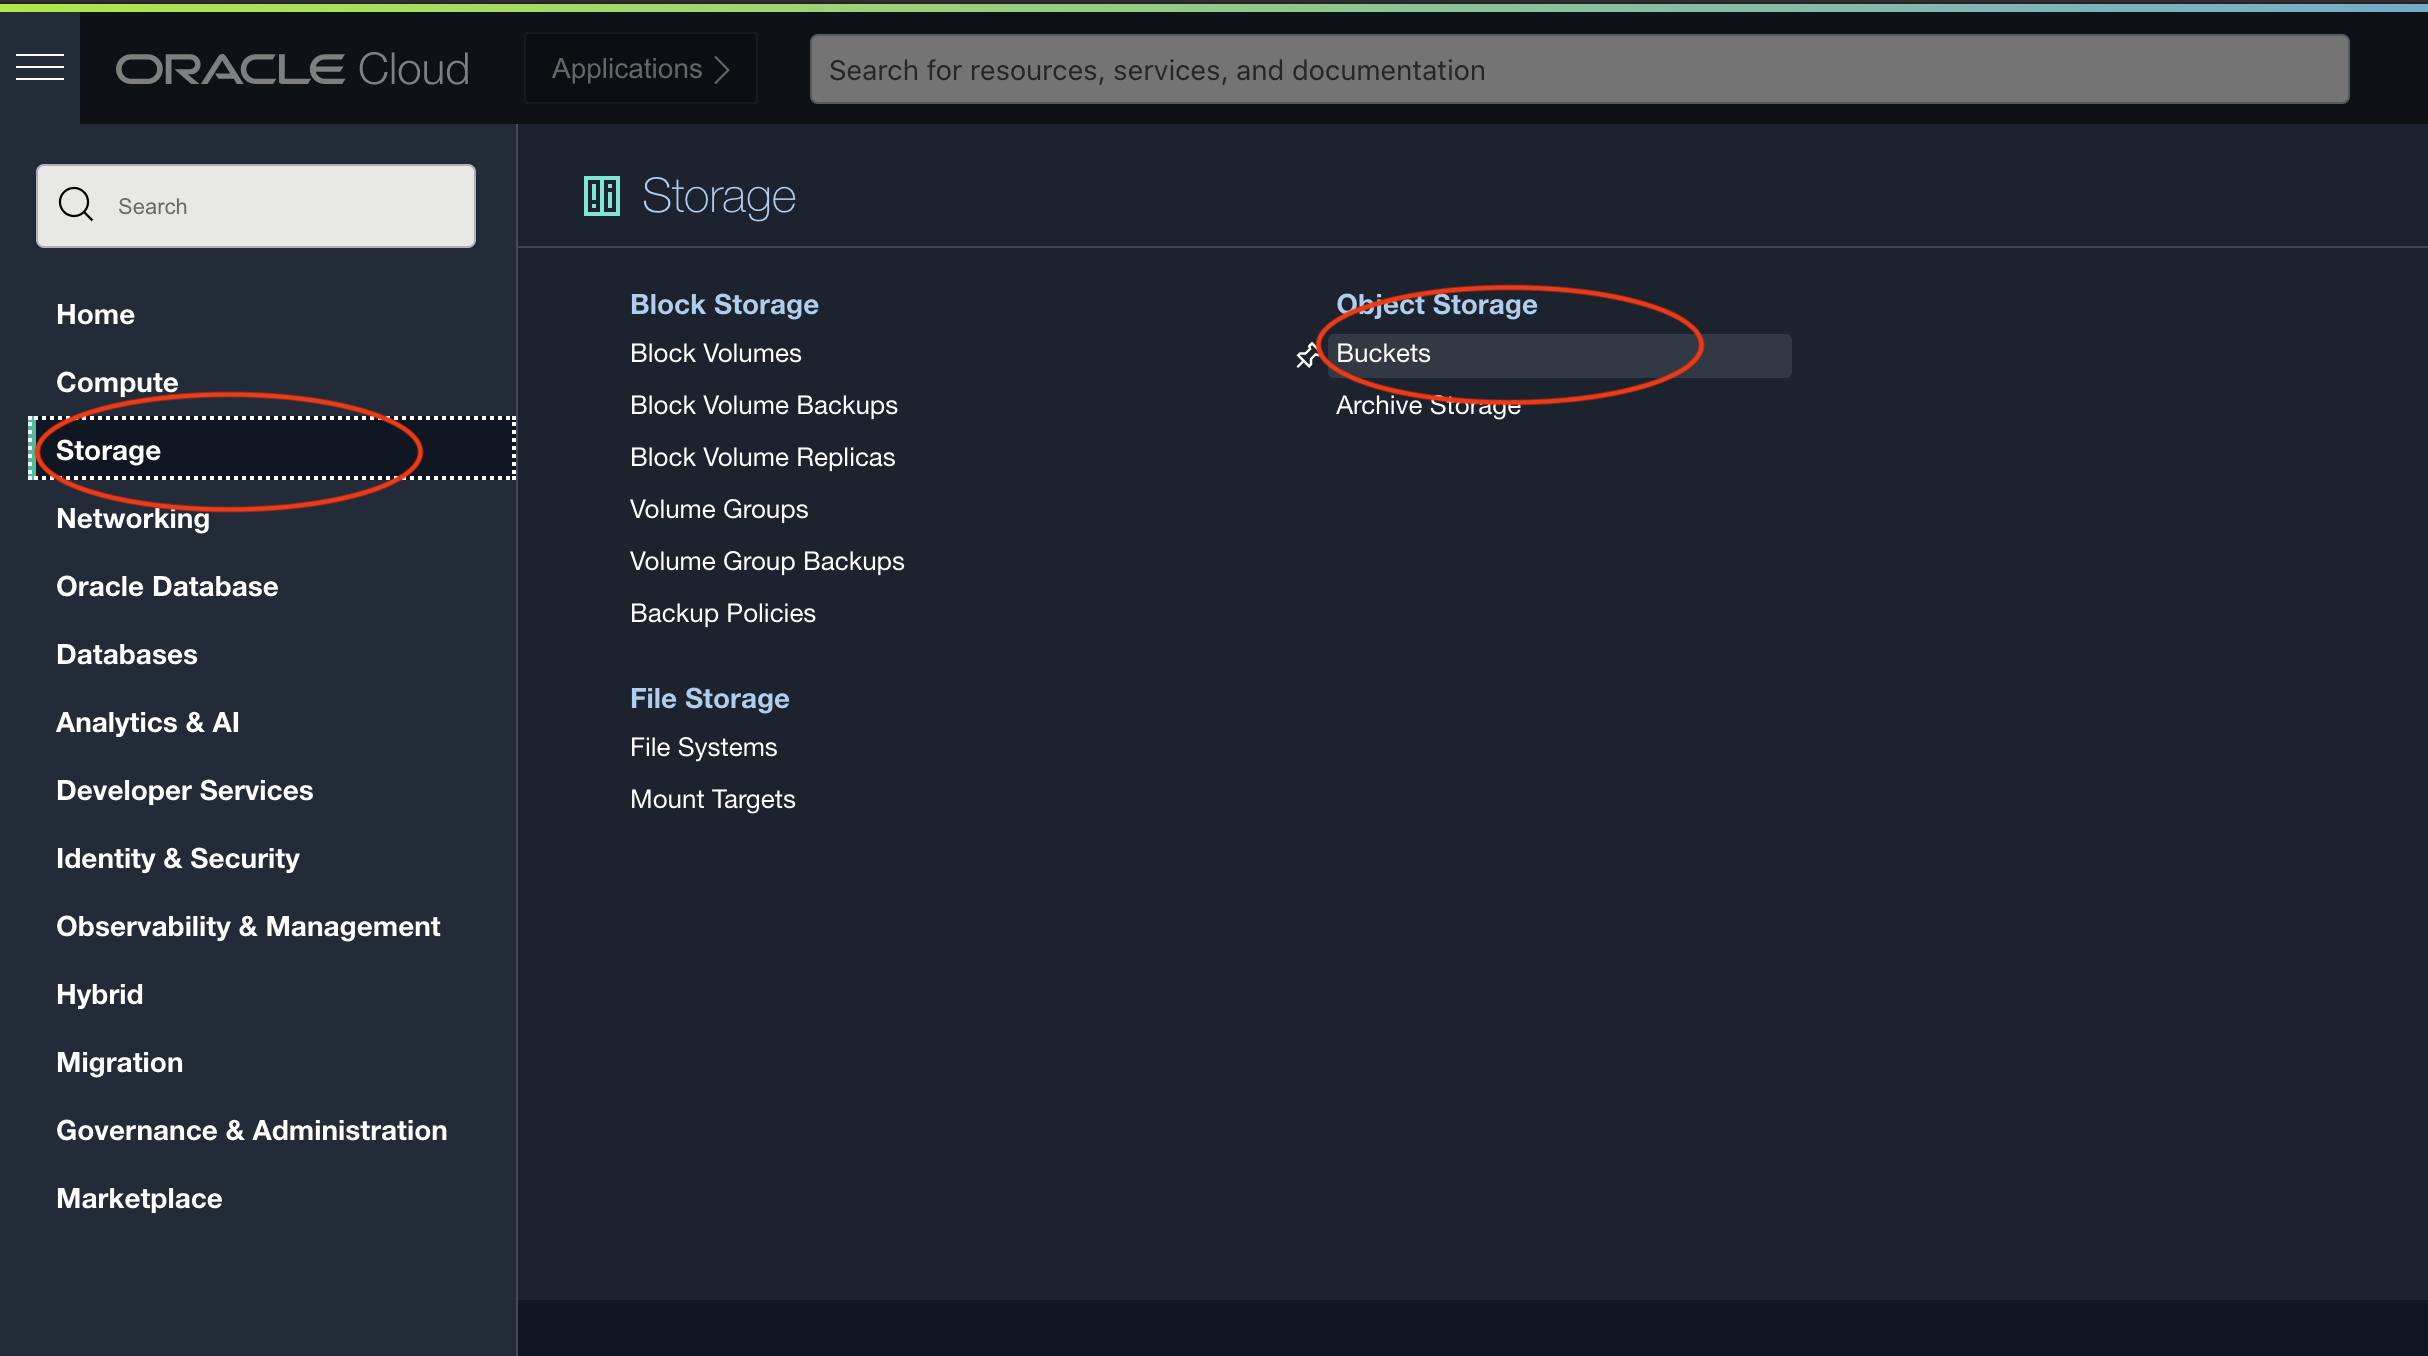 ORACLE Cloud
Applications
Search for resources, services, and documentation
Search
Home
Compute
Storage
Networking
Oracle Database
Databases
Analytics & AI
Developer Services
Identity & Security
Observability & Management
Hybrid
Migration
Governance & Administration
Marketplace
Storage
Block Storage
Block Volumes
Block Volume Backups
Block Volume Replicas
Volume Groups
Volume Group Backups
Backup Policies
File Storage
File Systems
Mount Targets
Object Storage
Buckets
Archive Storage